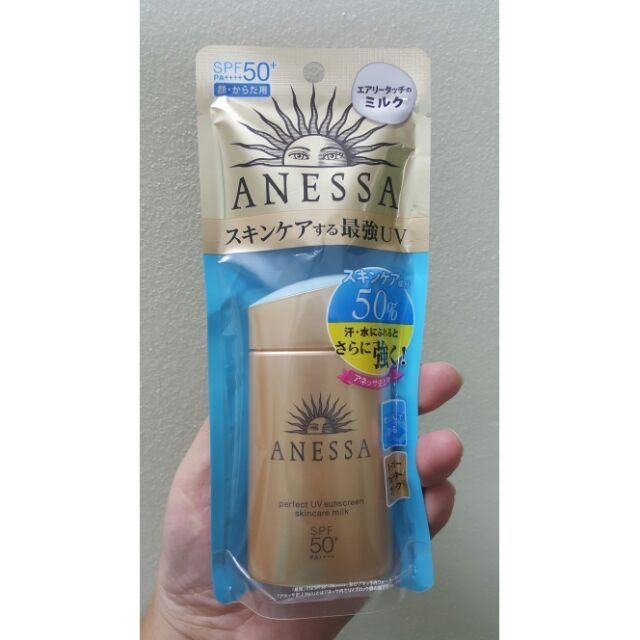 SPF50+
PA++++
顔・からだ用
エアリータッチの
ミルク
ANESSA
スキンケアする最強UV
スキンケア
50%
汗・水にふれると
さらに強く!
ANESSA
perfect UV sunscreen
skincare milk
SPF
50+
PA++++